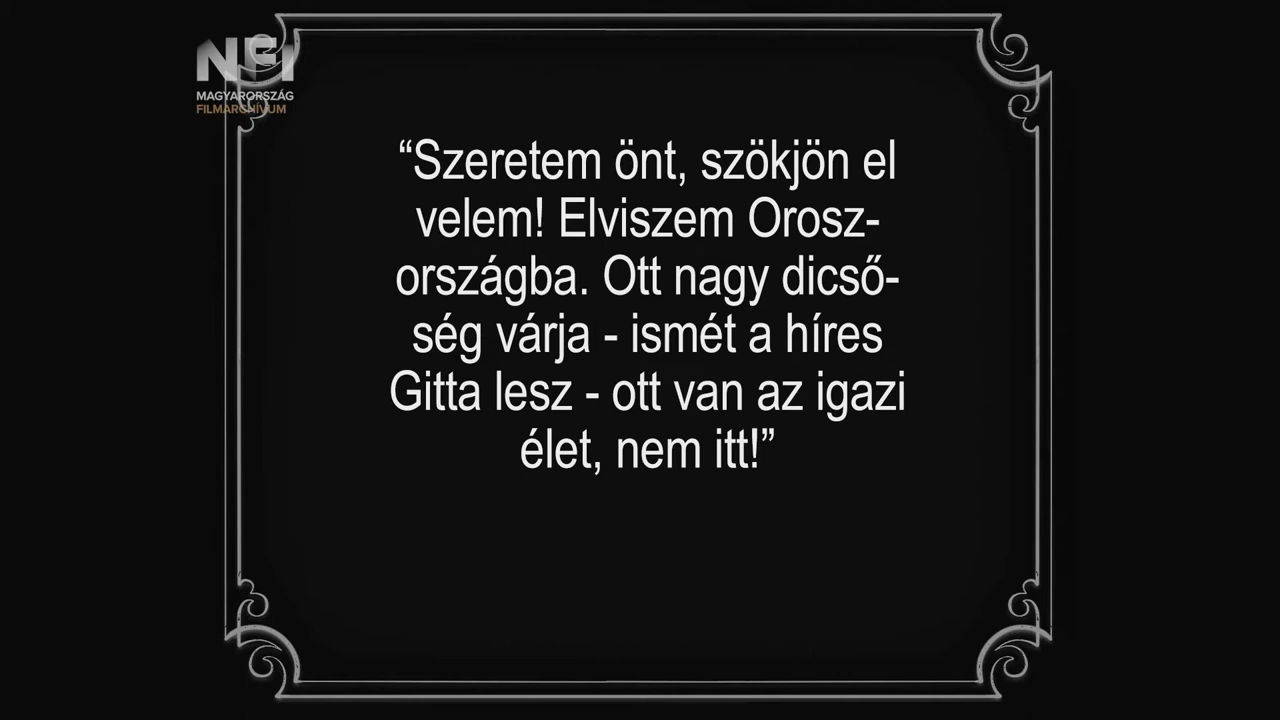 NFI
MAGYARORSZÁG
FILMARCHÍVUM
“Szeretem önt, szökjön el
velem! Elviszem Orosz-
országba. Ott nagy dicső-
ség várja - ismét a híres
Gitta lesz - ott van az igazi
élet, nem itt!”